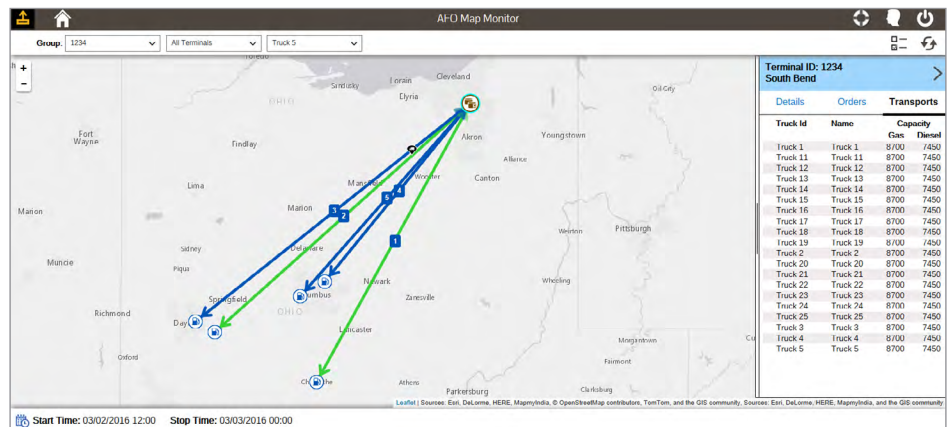 AFO Map Monitor
Group: 1234 All Terminals Truck 5
+
−
Sandusky
Lorain
Cleveland
Elyria
Oil City
OHIO
Fort Wayne
Findlay
Akron
Youngstown
Alliance
Lima
Wooster
Canton
Marion
Marion
Weirton
Pittsburgh
Sidney
Delaware
Muncie
Piqua
Newark
Wheeling
Springfield
Zanesville
Richmond
OHIO
Lancaster
Morgantown
Oxford
Fairmont
Athens
Parkersburg
Clarksburg
3
2
5
4
1
Leaflet | Sources: Esri, DeLorme, HERE, MapmyIndia, © OpenStreetMap contributors, TomTom, and the GIS community, Sources: Esri, DeLorme, HERE, MapmyIndia, and the GIS community
Terminal ID: 1234
South Bend
Details Orders Transports
Truck Id Name Capacity
Gas Diesel
Truck 1 Truck 1 8700 7450
Truck 11 Truck 11 8700 7450
Truck 12 Truck 12 8700 7450
Truck 13 Truck 13 8700 7450
Truck 14 Truck 14 8700 7450
Truck 15 Truck 15 8700 7450
Truck 16 Truck 16 8700 7450
Truck 17 Truck 17 8700 7450
Truck 18 Truck 18 8700 7450
Truck 19 Truck 19 8700 7450
Truck 2 Truck 2 8700 7450
Truck 20 Truck 20 8700 7450
Truck 21 Truck 21 8700 7450
Truck 22 Truck 22 8700 7450
Truck 23 Truck 23 8700 7450
Truck 24 Truck 24 8700 7450
Truck 25 Truck 25 8700 7450
Truck 3 Truck 3 8700 7450
Truck 4 Truck 4 8700 7450
Truck 5 Truck 5 8700 7450
Start Time: 03/02/2016 12:00 Stop Time: 03/03/2016 00:00